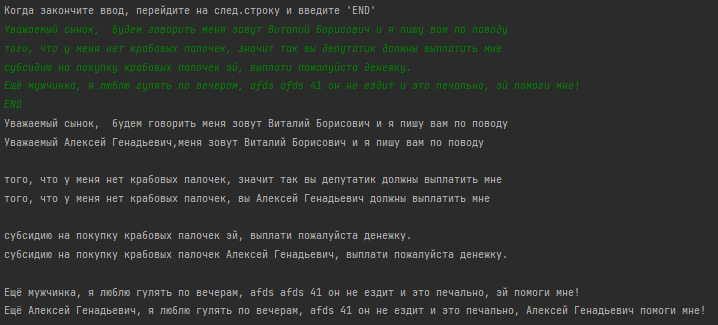 Когда закончите ввод, перейдите на след.строку и введите 'END'
Уважаемый сынок,  будем говорить меня зовут Виталий Борисович и я пишу вам по поводу
того, что у меня нет крабовых палочек, значит так вы депутатик должны выплатить мне
субсидию на покупку крабовых палочек эй, выплати пожалуйста денежку.
Ещё мужчинка, я люблю гулять по вечерам, afds afds 41 он не ездит и это печально, эй помоги мне!
END
Уважаемый сынок,  будем говорить меня зовут Виталий Борисович и я пишу вам по поводу
Уважаемый Алексей Генадьевич,меня зовут Виталий Борисович и я пишу вам по поводу
того, что у меня нет крабовых палочек, значит так вы депутатик должны выплатить мне
того, что у меня нет крабовых палочек, вы Алексей Генадьевич должны выплатить мне
субсидию на покупку крабовых палочек эй, выплати пожалуйста денежку.
субсидию на покупку крабовых палочек Алексей Генадьевич, выплати пожалуйста денежку.
Ещё мужчинка, я люблю гулять по вечерам, afds afds 41 он не ездит и это печально, эй помоги мне!
Ещё Алексей Генадьевич, я люблю гулять по вечерам, afds 41 он не ездит и это печально, Алексей Генадьевич помоги мне!